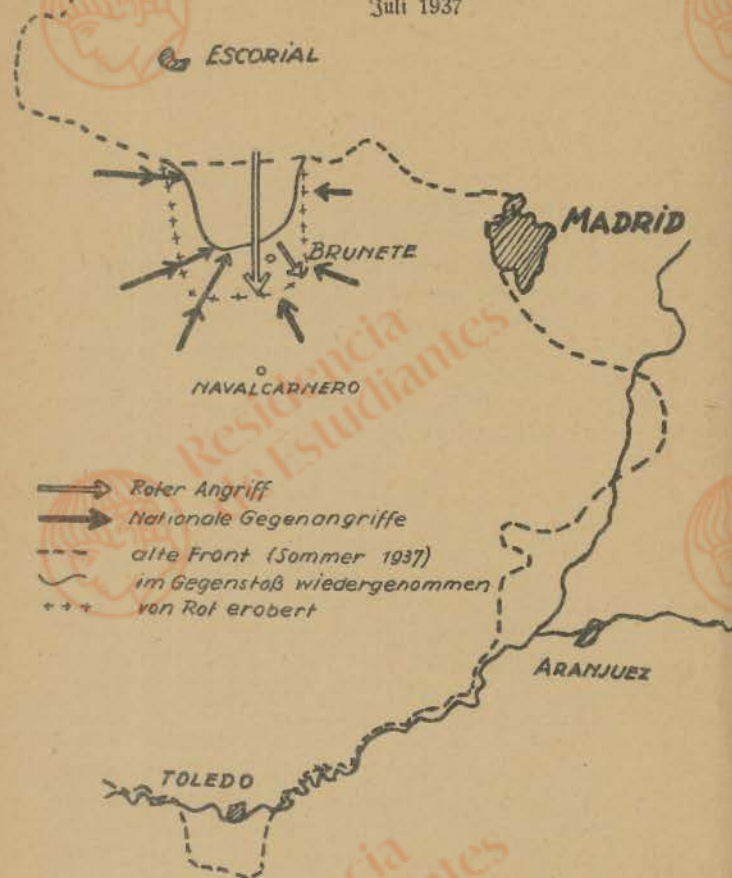 Juli 1937
ESCORIAL
MADRID
BRUNETE
NAVALCARNERO
Roter Angriff
Nationale Gegenangriffe
alte Front (Sommer 1937)
im Gegenstoß wiedergenommen
von Rot erobert
ARANJUEZ
TOLEDO
Residencia
de Estudiantes